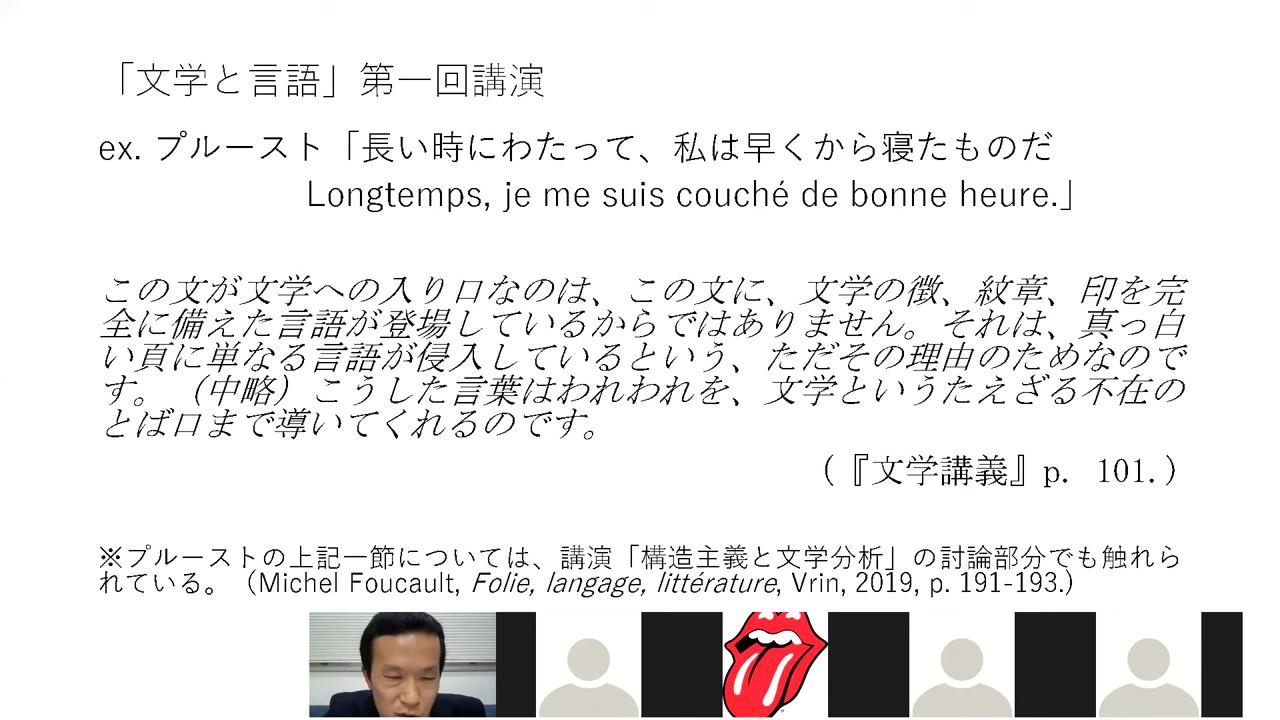 「文学と言語」第一回講演
ex. プルースト「長い時にわたって、私は早くから寝たものだ
Longtemps, je me suis couché de bonne heure.」
この文が文学への入り口なのは、この文に、文学の徴、紋章、印を完
全に備えた言語が登場しているからではありません。それは、真っ白
い頁に単なる言語が侵入しているという、ただその理由のためなので
す。（中略）こうした言葉はわれわれを、文学というたえざる不在の
とば口まで導いてくれるのです。
（『文学講義』p. 101.）
※プルーストの上記一節については、講演「構造主義と文学分析」の討論部分でも触れら
れている。（Michel Foucault, Folie, langage, littérature, Vrin, 2019, p. 191-193.）